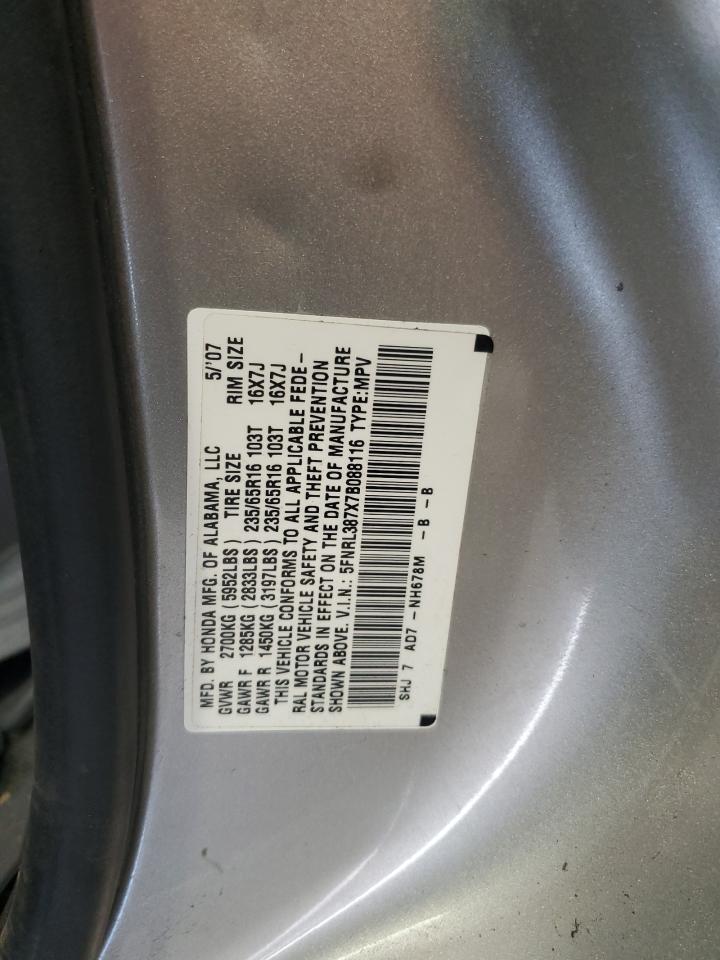 MFD. BY HONDA MFG. OF ALABAMA, LLC 5/'07
GVWR 2700KG (5952LBS) TIRE SIZE RIM SIZE
GAWR F 1285KG (2833LBS) 235/65R16 103T 16X7J
GAWR R 1450KG (3197LBS) 235/65R16 103T 16X7J
THIS VEHICLE CONFORMS TO ALL APPLICABLE FEDE-
RAL MOTOR VEHICLE SAFETY AND THEFT PREVENTION
STANDARDS IN EFFECT ON THE DATE OF MANUFACTURE
SHOWN ABOVE. V.I.N.: 5FNRL387X7B088116 TYPE:MPV
SHJ 7 AD7 -NH678M -B -B